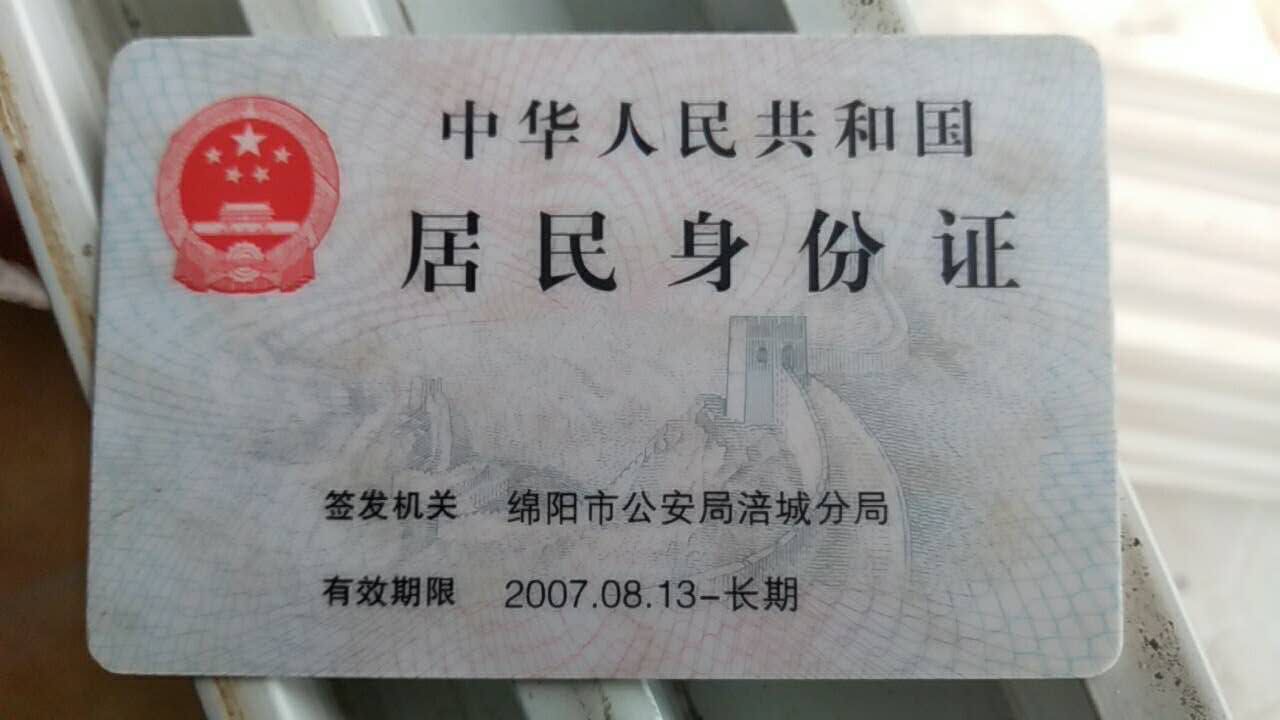 中华人民共和国
居民身份证
签发机关 绵阳市公安局涪城分局
有效期限 2007.08.13-长期